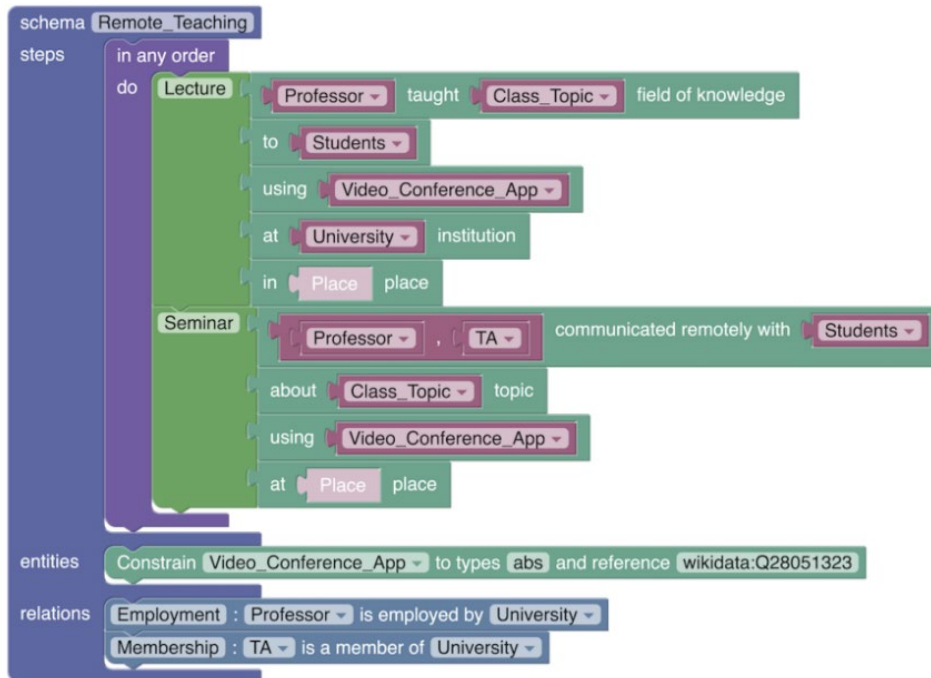 schema Remote_Teaching
steps in any order
do Lecture Professor taught Class_Topic field of knowledge
to Students
using Video_Conference_App
at University institution
in Place place
Seminar Professor , TA communicated remotely with Students
about Class_Topic topic
using Video_Conference_App
at Place place
entities Constrain Video_Conference_App to types abs and reference wikidata:Q28051323
relations Employment : Professor is employed by University
Membership : TA is a member of University